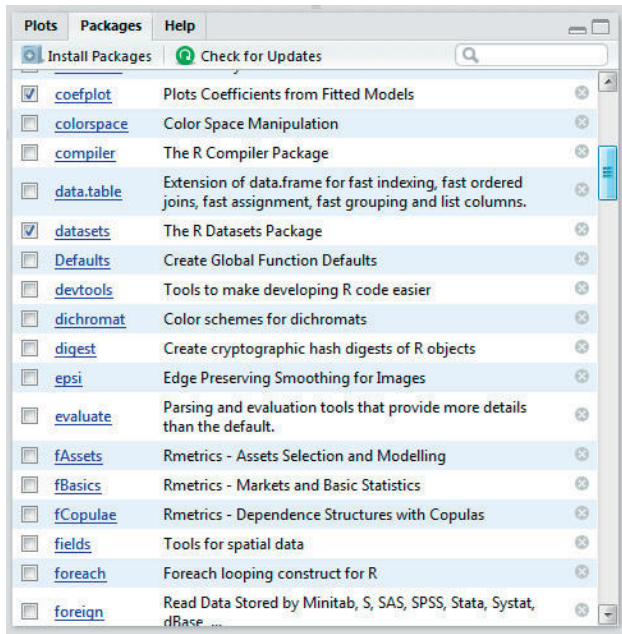 Plots Packages Help
Install Packages Check for Updates
coefplot Plots Coefficients from Fitted Models
colorspace Color Space Manipulation
compiler The R Compiler Package
data.table Extension of data.frame for fast indexing, fast ordered
joins, fast assignment, fast grouping and list columns.
datasets The R Datasets Package
Defaults Create Global Function Defaults
devtools Tools to make developing R code easier
dichromat Color schemes for dichromats
digest Create cryptographic hash digests of R objects
epsi Edge Preserving Smoothing for Images
evaluate Parsing and evaluation tools that provide more details
than the default.
fAssets Rmetrics - Assets Selection and Modelling
fBasics Rmetrics - Markets and Basic Statistics
fCopulae Rmetrics - Dependence Structures with Copulas
fields Tools for spatial data
foreach Foreach looping construct for R
foreign Read Data Stored by Minitab, S, SAS, SPSS, Stata, Systat,
dBase, ...